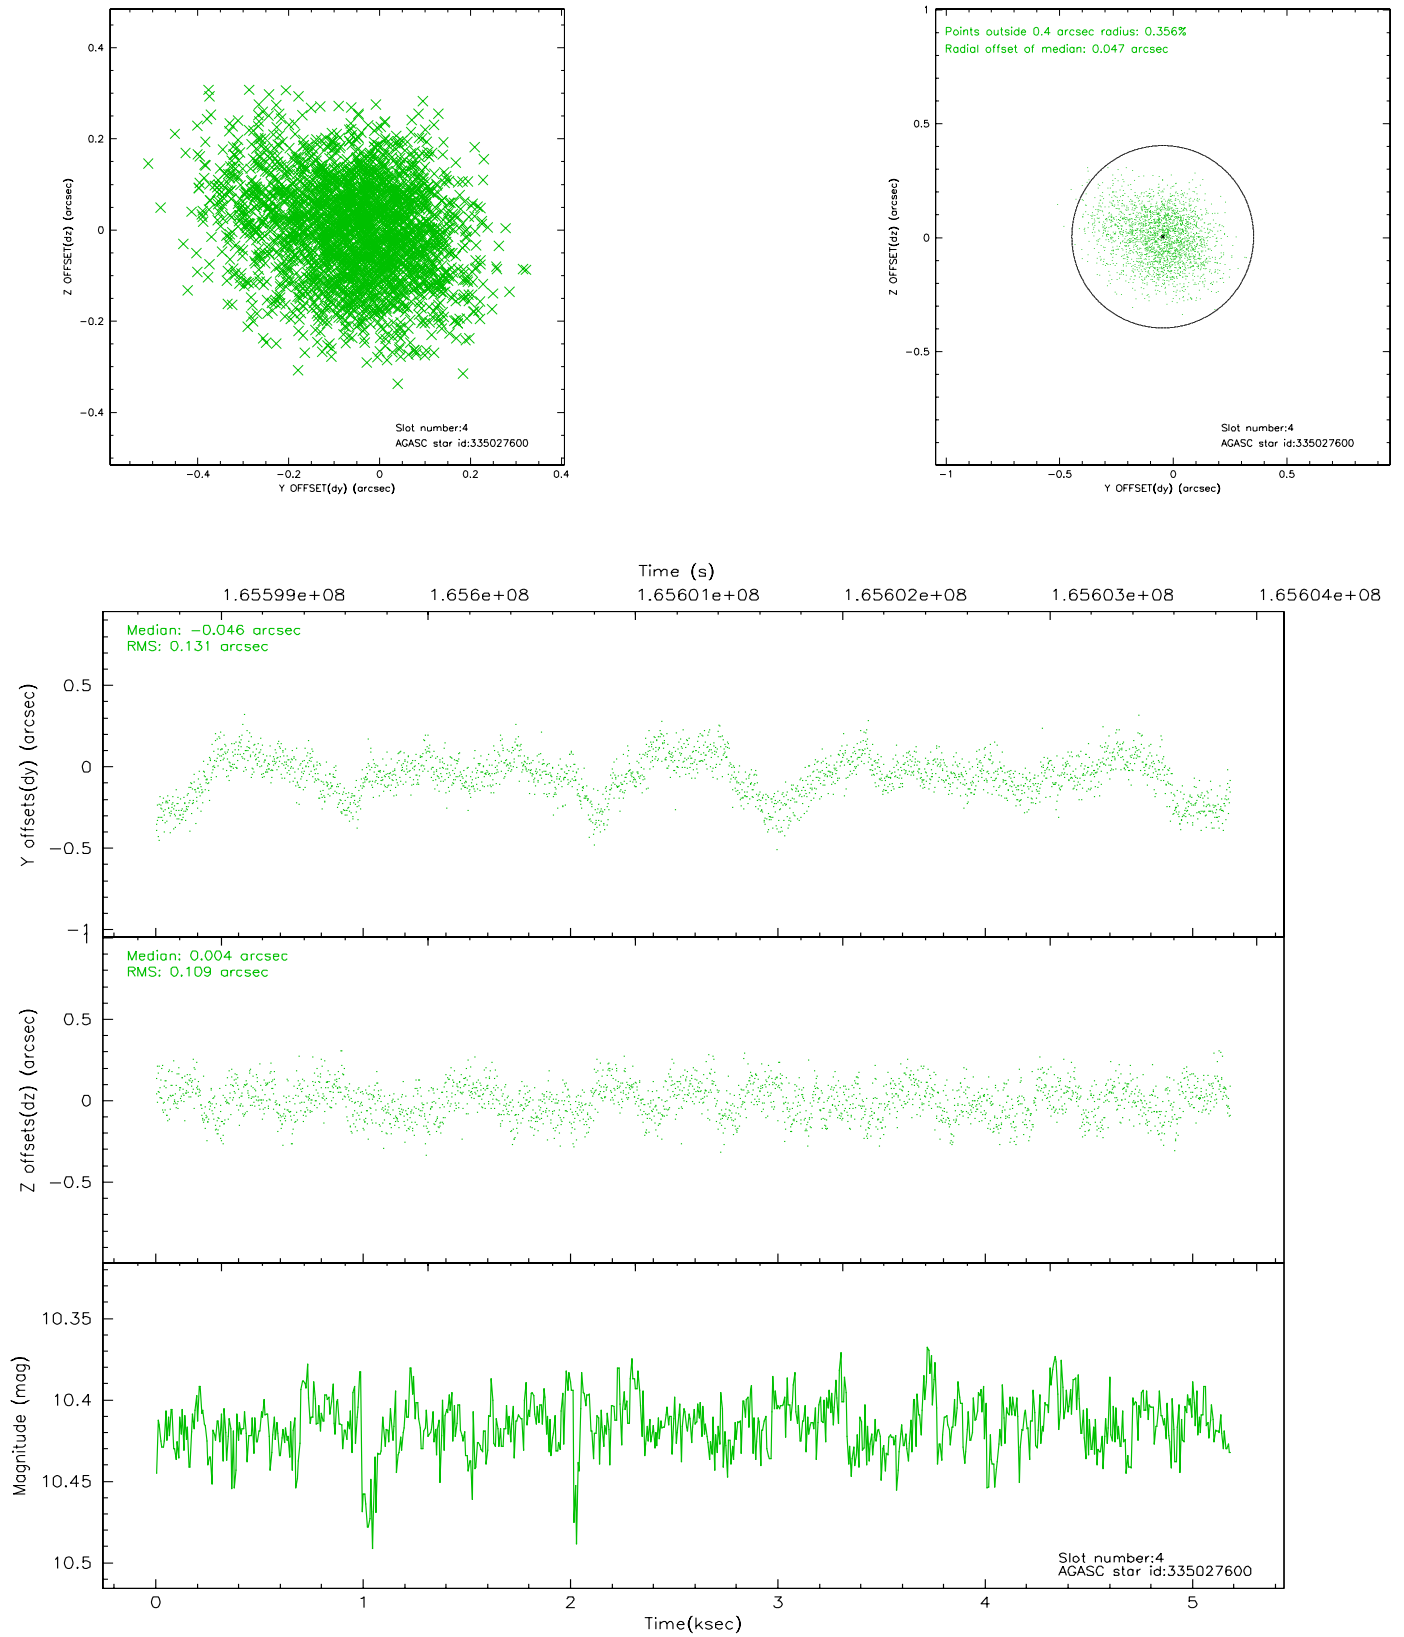 0.4
0.2
0
−0.2
−0.4
Z OFFSET(dz) (arcsec)
−0.4
−0.2
0
0.2
0.4
Y OFFSET(dy) (arcsec)
Slot number:4
AGASC star id:335027600
Points outside 0.4 arcsec radius: 0.356%
Radial offset of median: 0.047 arcsec
1
0.5
0
−0.5
Z OFFSET(dz) (arcsec)
−1
−0.5
0
0.5
Y OFFSET(dy) (arcsec)
Slot number:4
AGASC star id:335027600
Time (s)
1.65599e+08
1.656e+08
1.65601e+08
1.65602e+08
1.65603e+08
1.65604e+08
Median: −0.046 arcsec
RMS: 0.131 arcsec
0.5
0
−0.5
−1
Y offsets(dy) (arcsec)
Median: 0.004 arcsec
RMS: 0.109 arcsec
1
0.5
0
−0.5
Z offsets(dz) (arcsec)
10.35
10.4
10.45
10.5
Magnitude (mag)
Slot number:4
AGASC star id:335027600
0
1
2
3
4
5
Time(ksec)